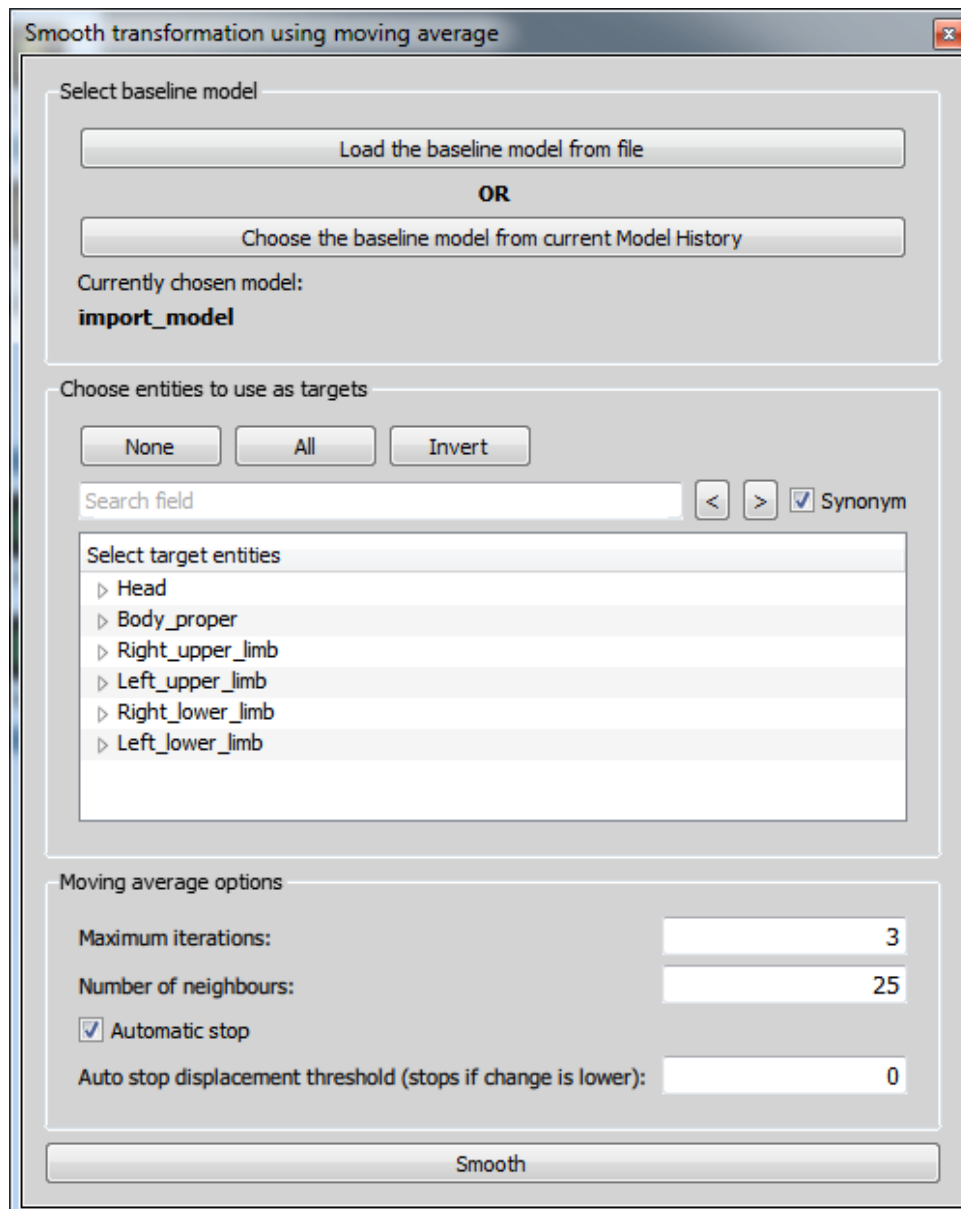 Smooth transformation using moving average
Select baseline model
Load the baseline model from file
OR
Choose the baseline model from current Model History
Currently chosen model:
import_model
Choose entities to use as targets
None All Invert
Search field < > Synonym
Select target entities
Head
Body_proper
Right_upper_limb
Left_upper_limb
Right_lower_limb
Left_lower_limb
Moving average options
Maximum iterations: 3
Number of neighbours: 25
Automatic stop
Auto stop displacement threshold (stops if change is lower): 0
Smooth